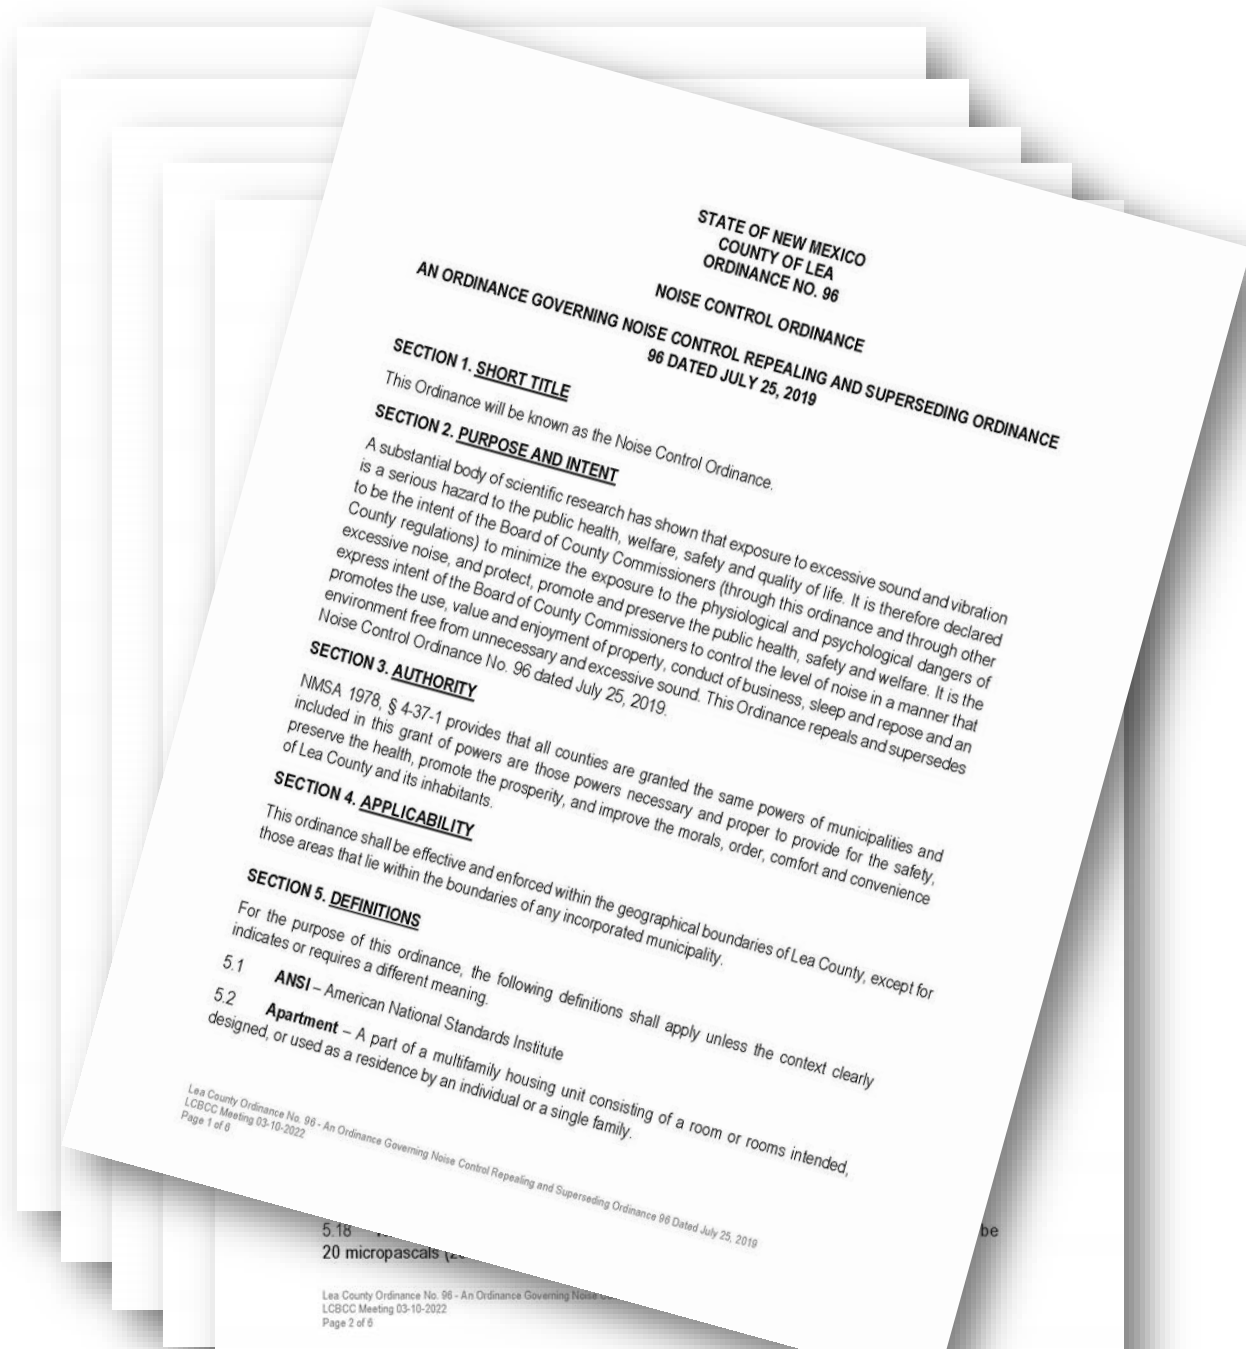 STATE OF NEW MEXICO
COUNTY OF LEA
ORDINANCE NO. 96
NOISE CONTROL ORDINANCE
AN ORDINANCE GOVERNING NOISE CONTROL REPEALING AND SUPERSEDING ORDINANCE
96 DATED JULY 25, 2019
SECTION 1. SHORT TITLE
This Ordinance will be known as the Noise Control Ordinance.
SECTION 2. PURPOSE AND INTENT
A substantial body of scientific research has shown that exposure to excessive sound and vibration
is a serious hazard to the public health, welfare, safety and quality of life. It is therefore declared
to be the intent of the Board of County Commissioners (through this ordinance and through other
County regulations) to minimize the exposure to the physiological and psychological dangers of
excessive noise, and protect, promote and preserve the public health, safety and welfare. It is the
express intent of the Board of County Commissioners to control the level of noise in a manner that
promotes the use, value and enjoyment of property, conduct of business, sleep and repose and an
environment free from unnecessary and excessive sound. This Ordinance repeals and supersedes
Noise Control Ordinance No. 96 dated July 25, 2019.
SECTION 3. AUTHORITY
NMSA 1978, § 4-37-1 provides that all counties are granted the same powers of municipalities and
included in this grant of powers are those powers necessary and proper to provide for the safety,
preserve the health, promote the prosperity, and improve the morals, order, comfort and convenience
of Lea County and its inhabitants.
SECTION 4. APPLICABILITY
This ordinance shall be effective and enforced within the geographical boundaries of Lea County, except for
those areas that lie within the boundaries of any incorporated municipality.
SECTION 5. DEFINITIONS
For the purpose of this ordinance, the following definitions shall apply unless the context clearly
indicates or requires a different meaning.
5.1 ANSI – American National Standards Institute
5.2 Apartment – A part of a multifamily housing unit consisting of a room or rooms intended,
designed, or used as a residence by an individual or a single family.
Lea County Ordinance No. 96 - An Ordinance Governing Noise Control Repealing and Superseding Ordinance 96 Dated July 25, 2019
LCBCC Meeting 03-10-2022
Page 1 of 6
5.18 be
20 micropascals
Lea County Ordinance No. 96 - An Ordinance Governing Noise
LCBCC Meeting 03-10-2022
Page 2 of 6